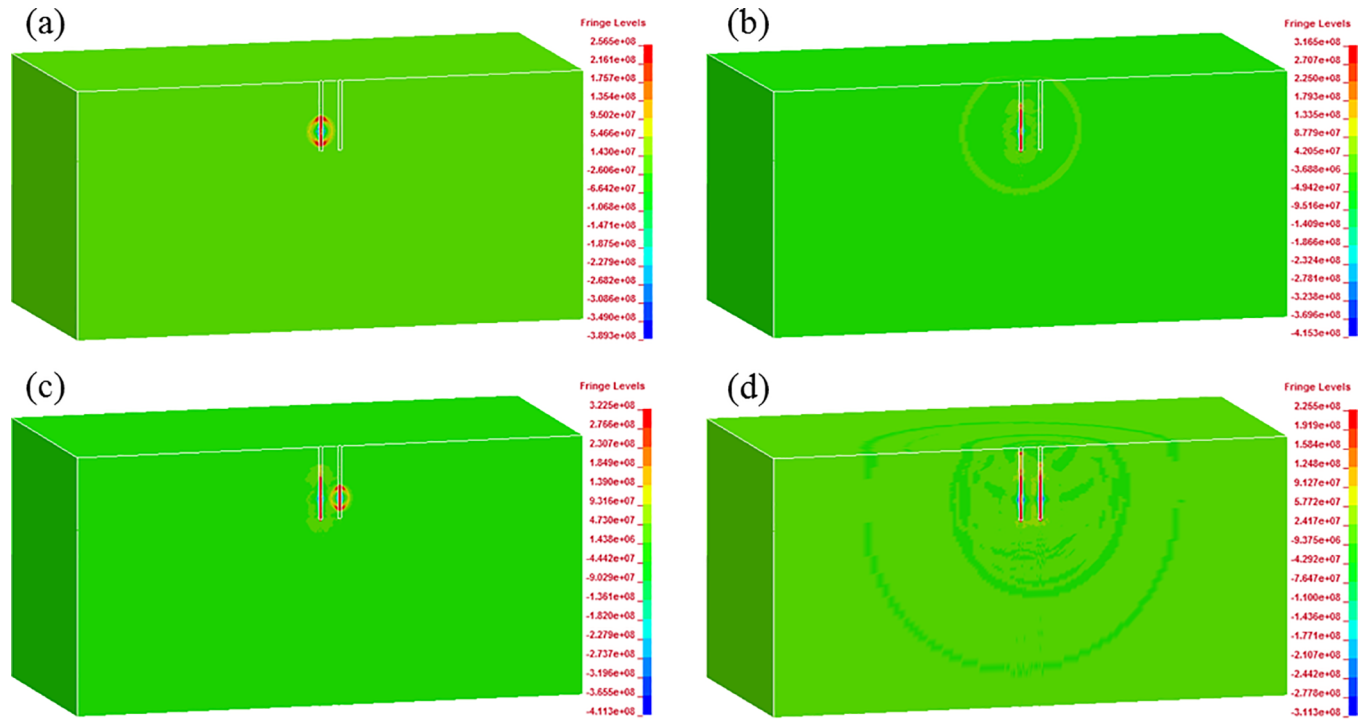 (a)
Fringe Levels
2.565e+08
2.161e+08
1.757e+08
1.354e+08
9.502e+07
5.466e+07
1.430e+07
-2.606e+07
-6.642e+07
-1.068e+08
-1.471e+08
-1.875e+08
-2.279e+08
-2.682e+08
-3.086e+08
-3.490e+08
-3.893e+08
(b)
Fringe Levels
3.165e+08
2.707e+08
2.250e+08
1.793e+08
1.335e+08
8.779e+07
4.205e+07
-3.688e+06
-4.942e+07
-9.516e+07
-1.409e+08
-1.866e+08
-2.324e+08
-2.781e+08
-3.238e+08
-3.696e+08
-4.153e+08
(c)
Fringe Levels
3.225e+08
2.766e+08
2.307e+08
1.849e+08
1.390e+08
9.316e+07
4.730e+07
1.438e+06
-4.442e+07
-9.029e+07
-1.361e+08
-1.820e+08
-2.279e+08
-2.737e+08
-3.196e+08
-3.655e+08
-4.113e+08
(d)
Fringe Levels
2.255e+08
1.919e+08
1.584e+08
1.248e+08
9.127e+07
5.772e+07
2.417e+07
-9.375e+06
-4.292e+07
-7.647e+07
-1.100e+08
-1.436e+08
-1.771e+08
-2.107e+08
-2.442e+08
-2.778e+08
-3.113e+08